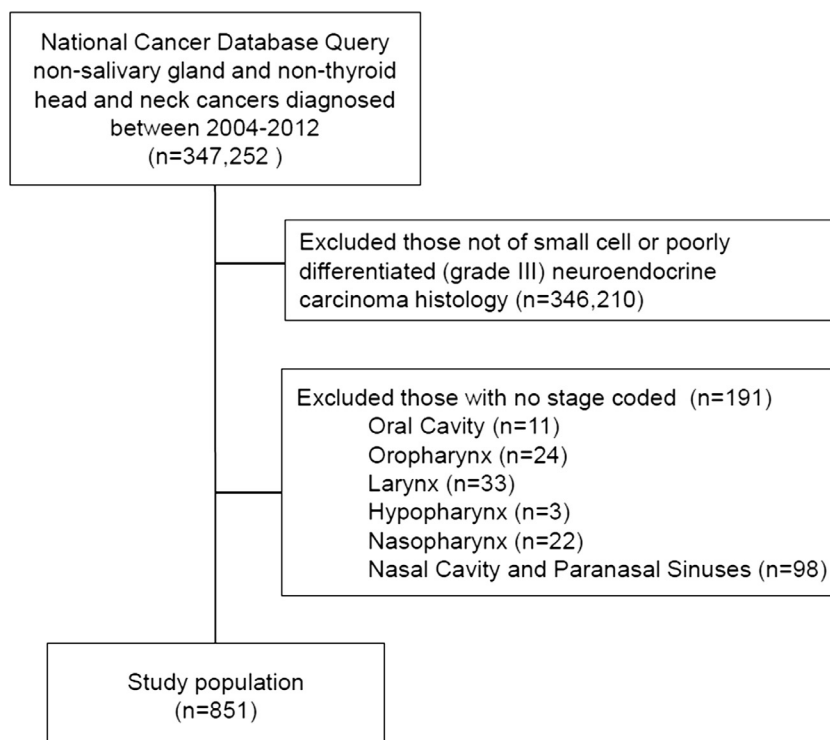 National Cancer Database Query
non-salivary gland and non-thyroid
head and neck cancers diagnosed
between 2004-2012
(n=347,252 )
Excluded those not of small cell or poorly
differentiated (grade III) neuroendocrine
carcinoma histology (n=346,210)
Excluded those with no stage coded (n=191)
Oral Cavity (n=11)
Oropharynx (n=24)
Larynx (n=33)
Hypopharynx (n=3)
Nasopharynx (n=22)
Nasal Cavity and Paranasal Sinuses (n=98)
Study population
(n=851)